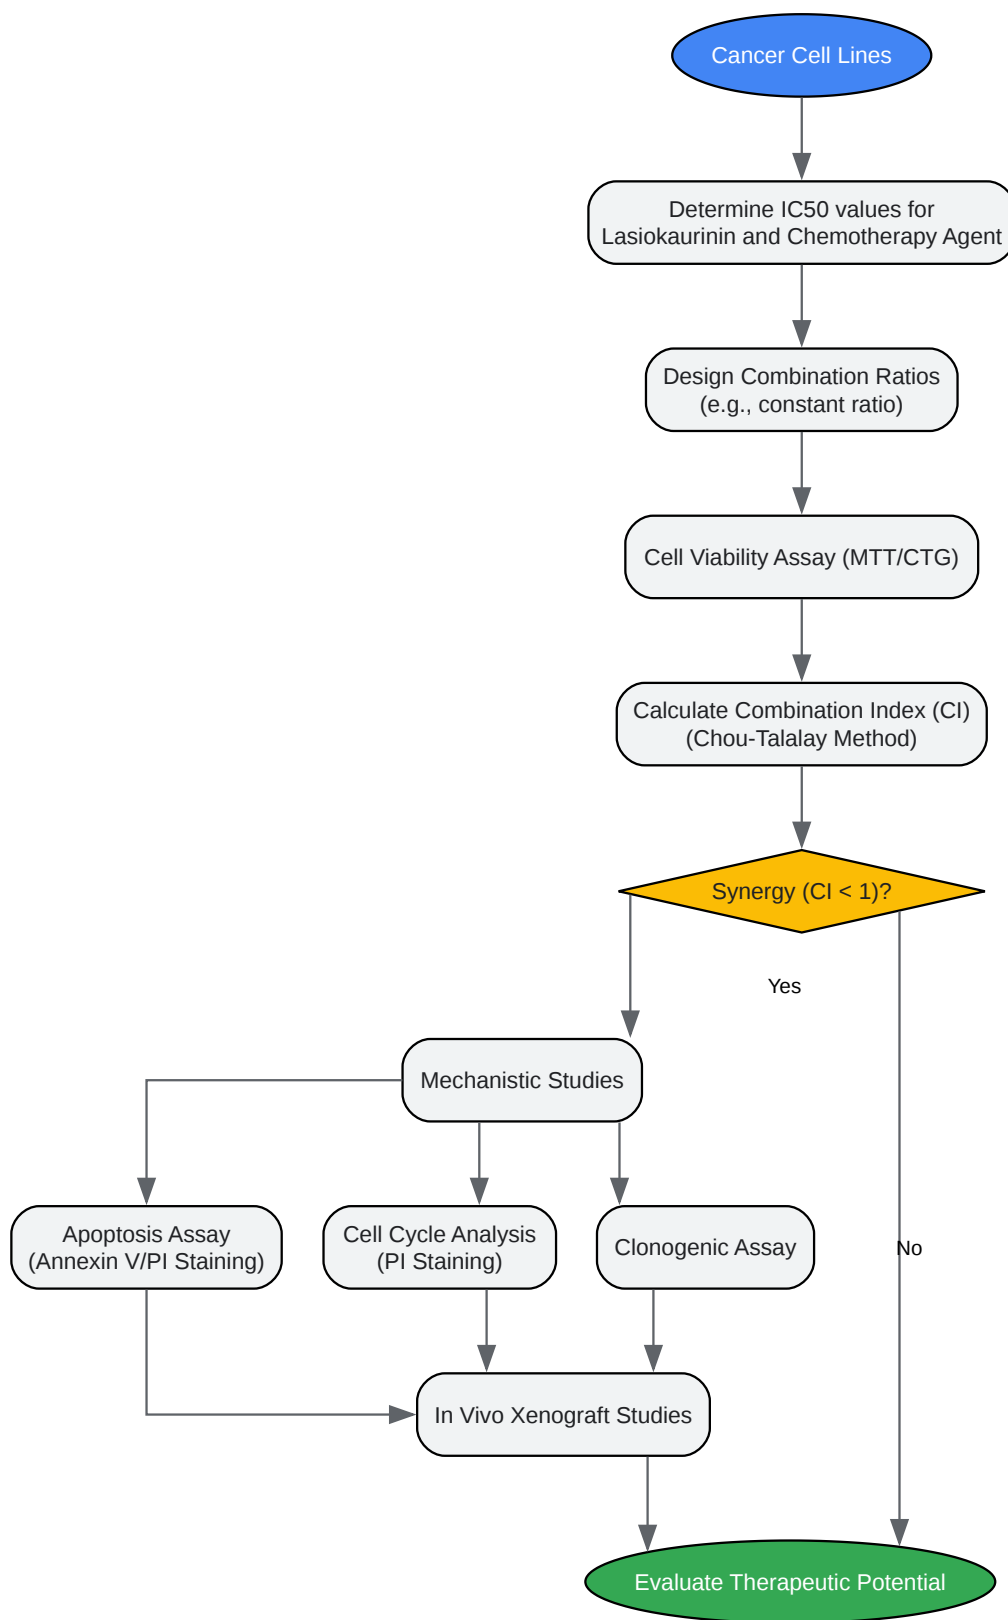 Cancer Cell Lines
Determine IC50 values for
Lasiokaurinin and Chemotherapy Agent
Design Combination Ratios
(e.g., constant ratio)
Cell Viability Assay (MTT/CTG)
Calculate Combination Index (CI)
(Chou-Talalay Method)
Synergy (CI < 1)?
Yes
Mechanistic Studies
Apoptosis Assay
(Annexin V/PI Staining)
Cell Cycle Analysis
(PI Staining)
Clonogenic Assay
No
In Vivo Xenograft Studies
Evaluate Therapeutic Potential